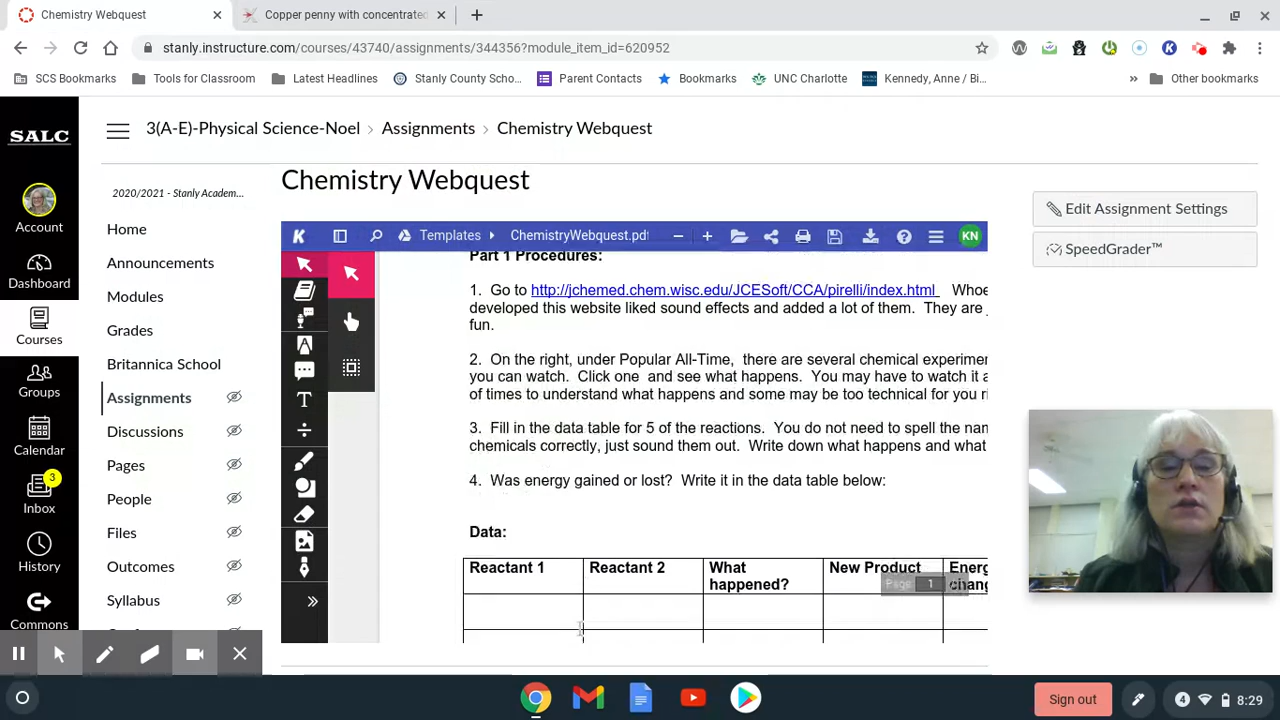 Chemistry Webquest
Copper penny with concentrated
stanly.instructure.com/courses/43740/assignments/344356?module_item_id=620952
SCS Bookmarks
Tools for Classroom
Latest Headlines
Stanly County Scho...
Parent Contacts
Bookmarks
UNC Charlotte
Kennedy, Anne / Bi...
»
Other bookmarks
SALC
3(A-E)-Physical Science-Noel > Assignments > Chemistry Webquest
2020/2021 - Stanly Academ...
Account
Dashboard
Courses
Groups
Calendar
3
Inbox
History
Commons
Home
Announcements
Modules
Grades
Britannica School
Assignments
Discussions
Pages
People
Files
Outcomes
Syllabus
Chemistry Webquest
Edit Assignment Settings
SpeedGrader™
K Templates ChemistryWebquest.pdf KN
Part 1 Procedures:
1. Go to http://jchemed.chem.wisc.edu/JCESoft/CCA/pirelli/index.html Whoe
developed this website liked sound effects and added a lot of them. They are
fun.
2. On the right, under Popular All-Time, there are several chemical experimen
you can watch. Click one and see what happens. You may have to watch it a
of times to understand what happens and some may be too technical for you ri
3. Fill in the data table for 5 of the reactions. You do not need to spell the nam
chemicals correctly, just sound them out. Write down what happens and what
4. Was energy gained or lost? Write it in the data table below:
Data:
Reactant 1
Reactant 2
What
happened?
New Product
Energ
chang
Page 1
Sign out
4
8:29